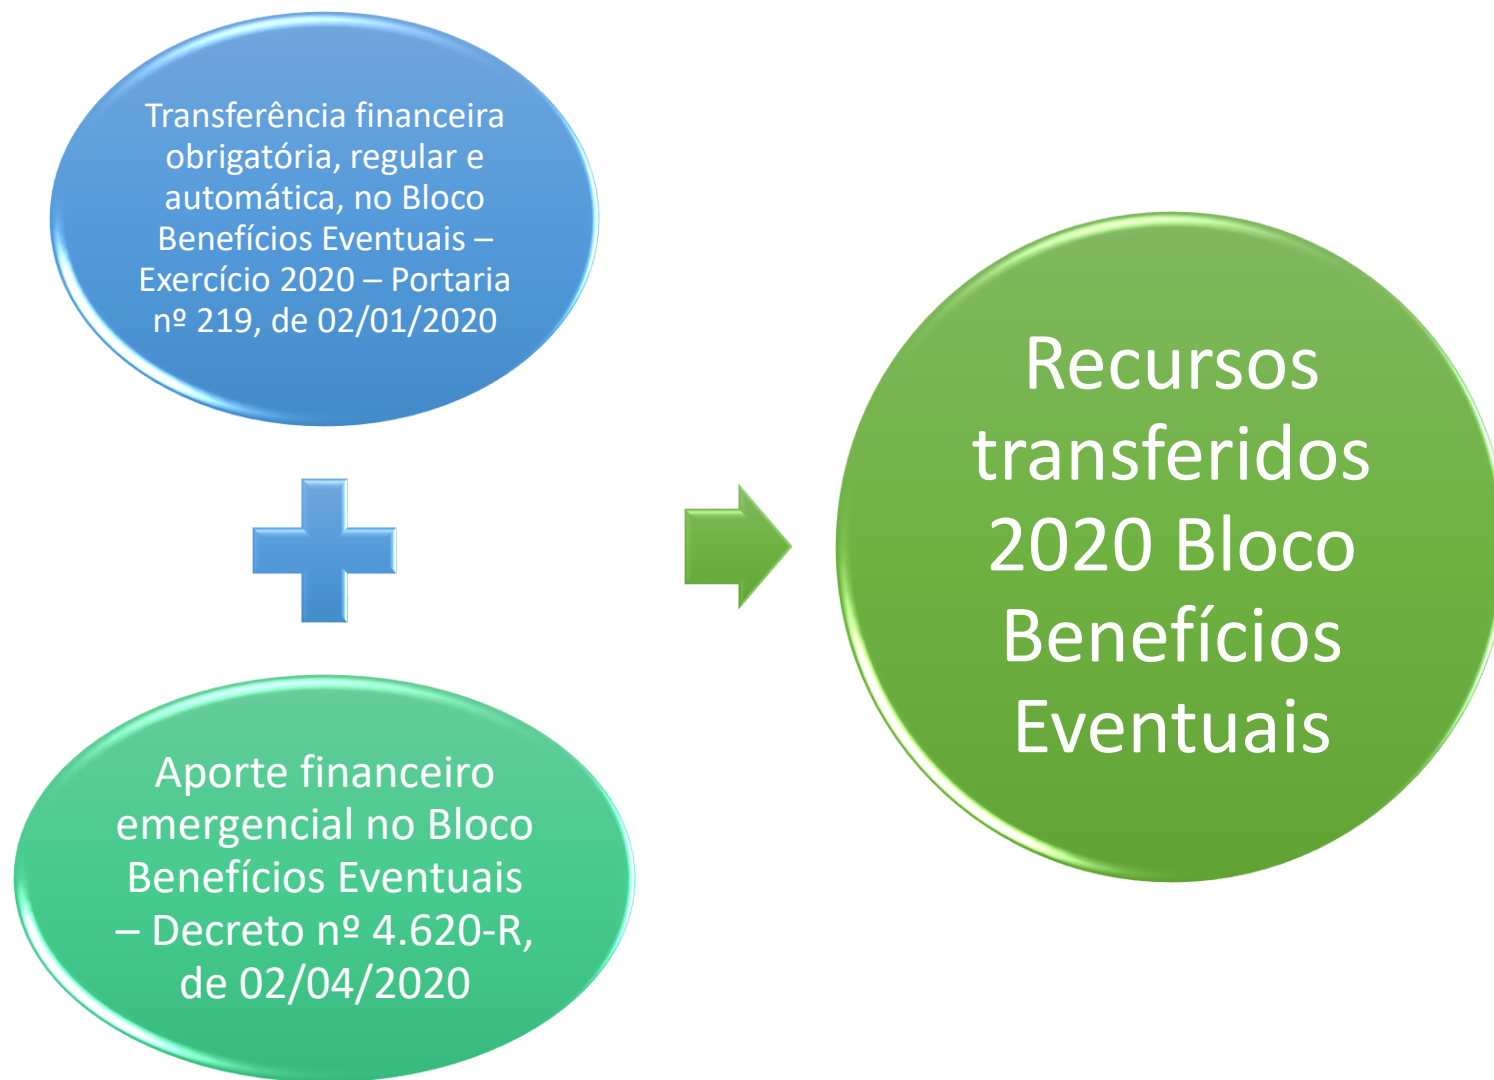 Transferência financeira
obrigatória, regular e
automática, no Bloco
Benefícios Eventuais –
Exercício 2020 – Portaria
nº 219, de 02/01/2020
Aporte financeiro
emergencial no Bloco
Benefícios Eventuais
– Decreto nº 4.620-R,
de 02/04/2020
Recursos
transferidos
2020 Bloco
Benefícios
Eventuais